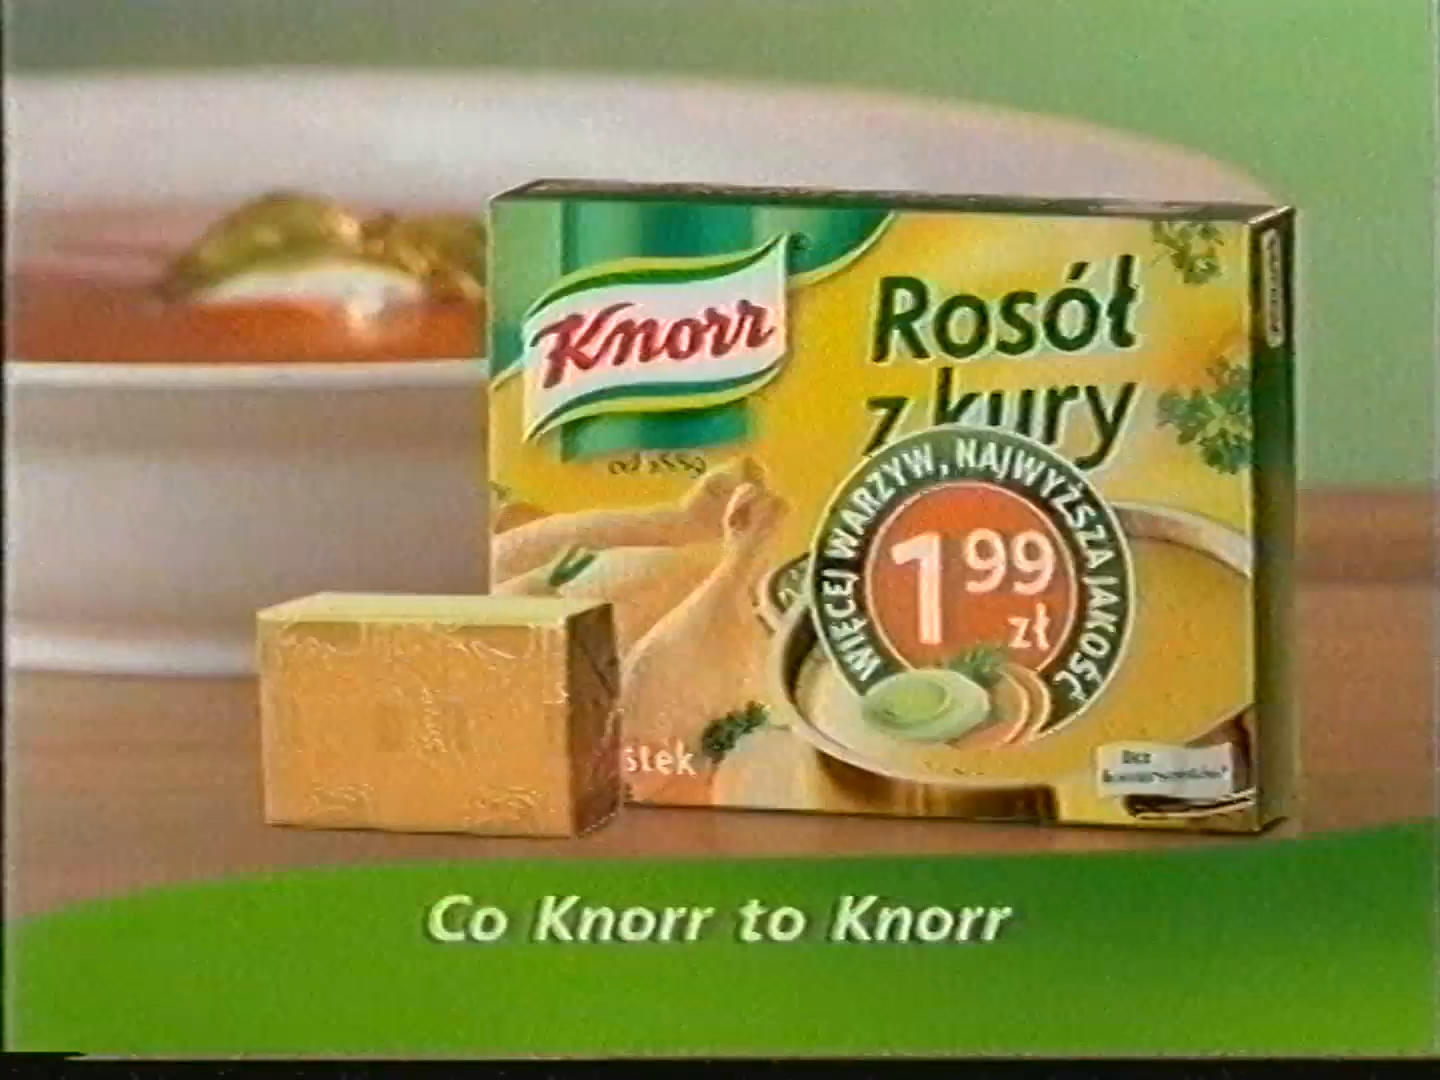 Knorr
Rosół
z kury
WIĘCEJ WARZYW, NAJWYŻSZA JAKOŚĆ
1 99
zł
Co Knorr to Knorr